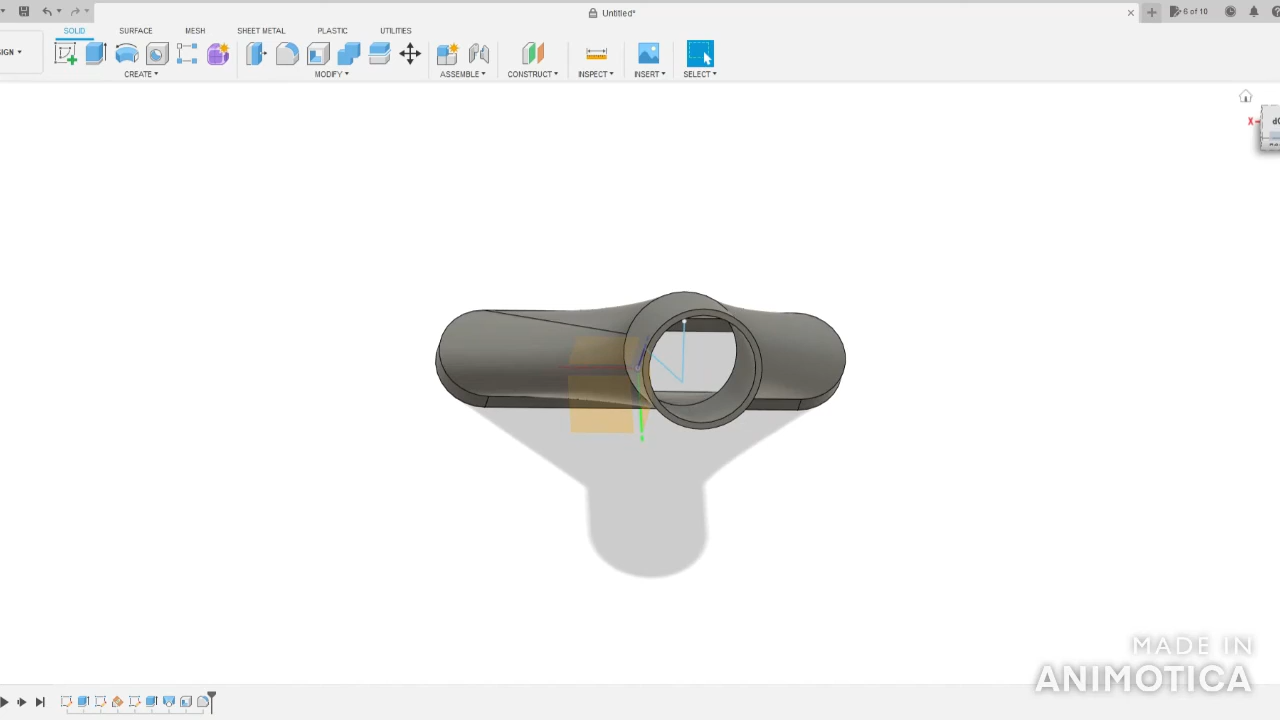 Untitled*
6 of 10
SOLID SURFACE MESH SHEET METAL PLASTIC UTILITIES
SIGN
CREATE MODIFY ASSEMBLE CONSTRUCT INSPECT INSERT SELECT
X
MADE IN
ANIMOTICA